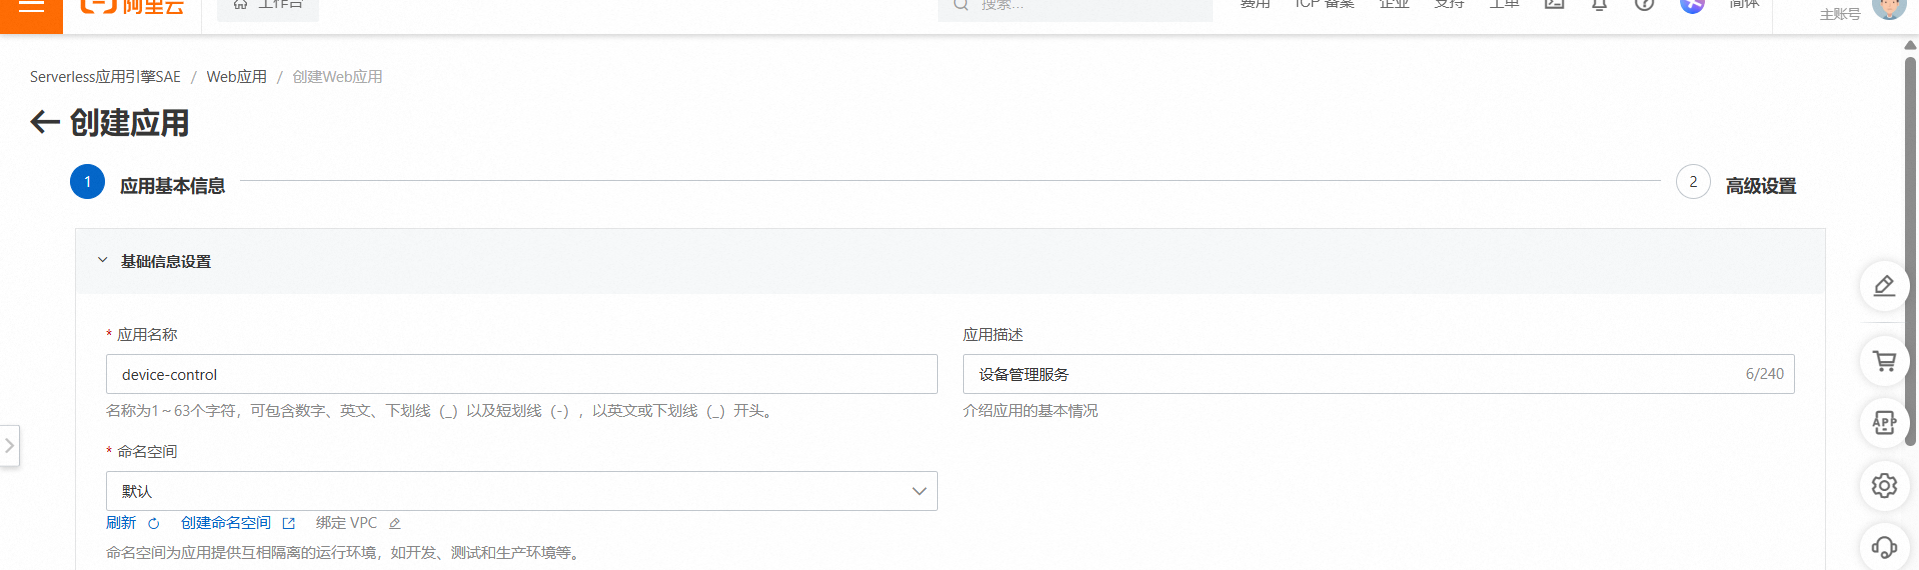 阿里云
工作台
搜索...
费用 ICP 备案 企业 支持 工单 简体
主账号
Serverless应用引擎SAE / Web应用 / 创建Web应用
创建应用
1 应用基本信息
2 高级设置
基础信息设置
* 应用名称
应用描述
device-control
设备管理服务 6/240
名称为1~63个字符，可包含数字、英文、下划线（_）以及短划线（-），以英文或下划线（_）开头。
介绍应用的基本情况
* 命名空间
默认
刷新 创建命名空间 绑定 VPC
命名空间为应用提供互相隔离的运行环境，如开发、测试和生产环境等。
APP